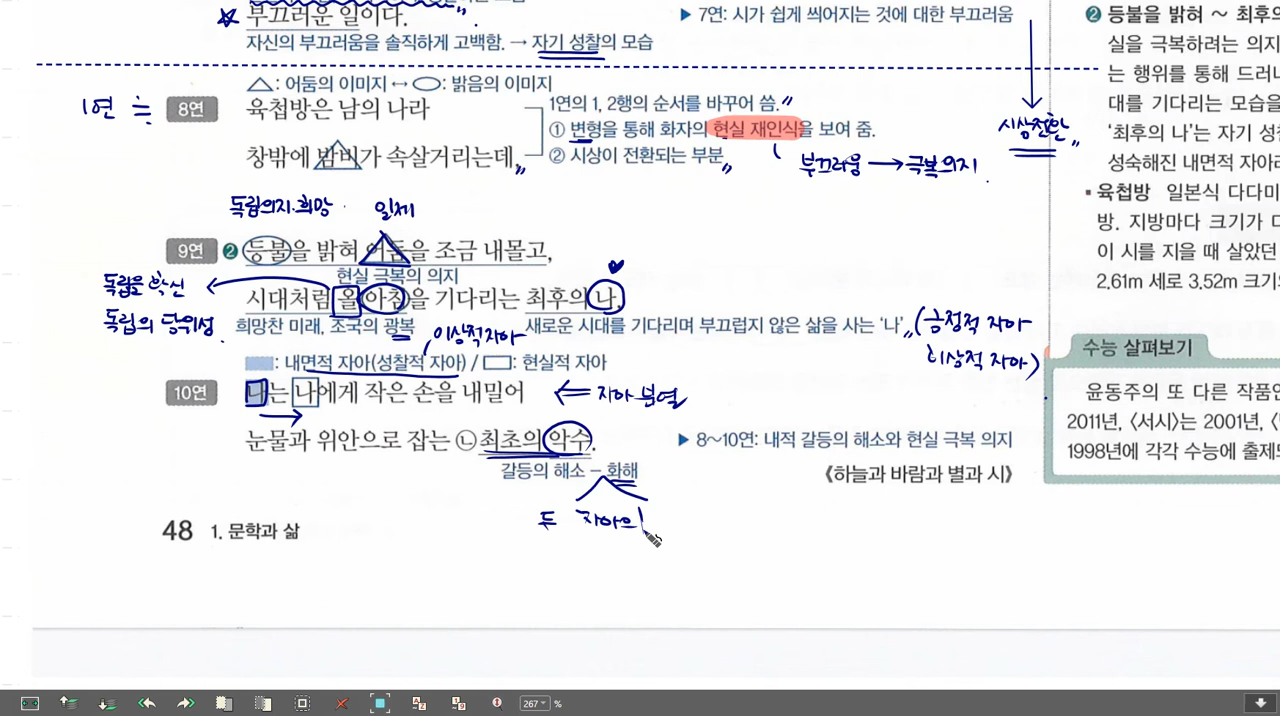 부끄러운 일이다.
▶ 7연: 시가 쉽게 씌어지는 것에 대한 부끄러움
자신의 부끄러움을 솔직하게 고백함. → 자기 성찰의 모습
△: 어둠의 이미지 ↔ ○: 밝음의 이미지
1연 ≒
8연
육첩방은 남의 나라
1연의 1, 2행의 순서를 바꾸어 씀.
① 변형을 통해 화자의 현실 재인식을 보여 줌.
창밖에 밤비가 속살거리는데,
② 시상이 전환되는 부분
부끄러움 → 극복의지
시상전환
독립의지·희망
일제
9연
❷ 등불을 밝혀 어둠을 조금 내몰고,
현실 극복의 의지
독립을 확신
시대처럼 올 아침을 기다리는 최후의 나,
독립의 당위성
희망찬 미래, 조국의 광복
새로운 시대를 기다리며 부끄럽지 않은 삶을 사는 ‘나’
(긍정적 자아
이상적 자아)
이상적 자아
: 내면적 자아(성찰적 자아) / □: 현실적 자아
10연
나는 나에게 작은 손을 내밀어
⇐ 자아 분열
눈물과 위안으로 잡는 ㉡ 최초의 악수.
▶ 8~10연: 내적 갈등의 해소와 현실 극복 의지
갈등의 해소 – 화해
《하늘과 바람과 별과 시》
두 자아의
48 1. 문학과 삶
❷ 등불을 밝혀 ~ 최후의
실을 극복하려는 의지
는 행위를 통해 드러나
대를 기다리는 모습을
‘최후의 나’는 자기 성
성숙해진 내면적 자아
▪ 육첩방 일본식 다다미
방. 지방마다 크기가 다
이 시를 지을 때 살았던
2.61m 세로 3.52m 크기
수능 살펴보기
윤동주의 또 다른 작품인
2011년, 〈서시〉는 2001년,
1998년에 각각 수능에 출제되
267 %